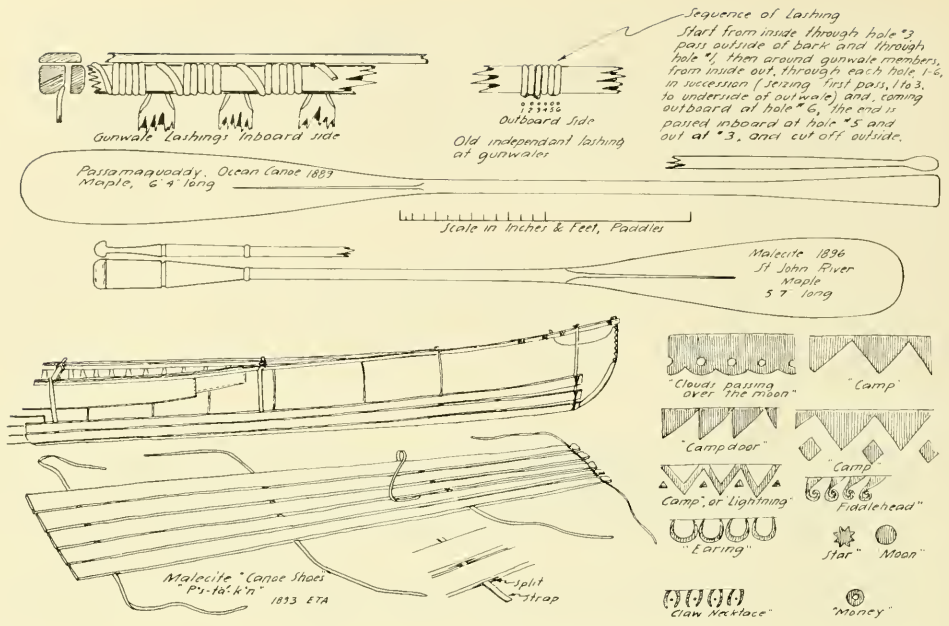 Sequence of Lashing
Start from inside through hole #3
pass outside of bark and through
hole #1, then around gunwale members,
from inside out, through each hole, 1-6,
in succession (seizing first pass, 1 to 3,
to underside of outwale) and, coming
outboard at hole #6, the end is
passed inboard at hole #5 and
out at #3, and cut off outside.
Gunwale Lashings Inboard side
1 2 3 4 5 6
Outboard Side
Old independant lashing
at gunwales
Passamaquoddy, Ocean Canoe 1889
Maple, 6' 4" long
Scale in Inches & Feet, Paddles
Malecite 1896
St John River
Maple
5 7" long
"Clouds passing
over the moon"
"Camp"
"Camp door"
"Camp"
"Camp", or Lightning"
"Fiddlehead"
"Earing"
"Star"
"Moon"
"Claw Necklace"
"Money"
Malecite "Canoe Shoes"
"P's-tá'-k'n"
1893 ETA
split
strap